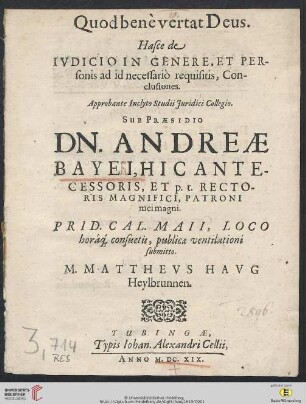 Quod benè vertat Deus.
Hasce de
IVDICIO IN GENERE, ET PER-
sonis ad id necessariò requisitis, Con-
clusiones.
Approbante Inclyto Studii Juridici Collegio.
SUB PRÆSIDIO
DN. ANDREÆ
BAYEI, HIC ANTE-
CESSORIS, ET p. t. RECTO-
RIS MAGNIFICI, PATRONI
mei magni.
PRID. CAL. MAII, LOCO
horâq́; consuetis, publicæ ventilationi
submitto.
M. MATTHEVS HAVG
Heylbrunnen.
3, 714
RES
TUBINGÆ,
Typis Iohan. Alexandri Cellii,
ANNO M. DC. XIX.